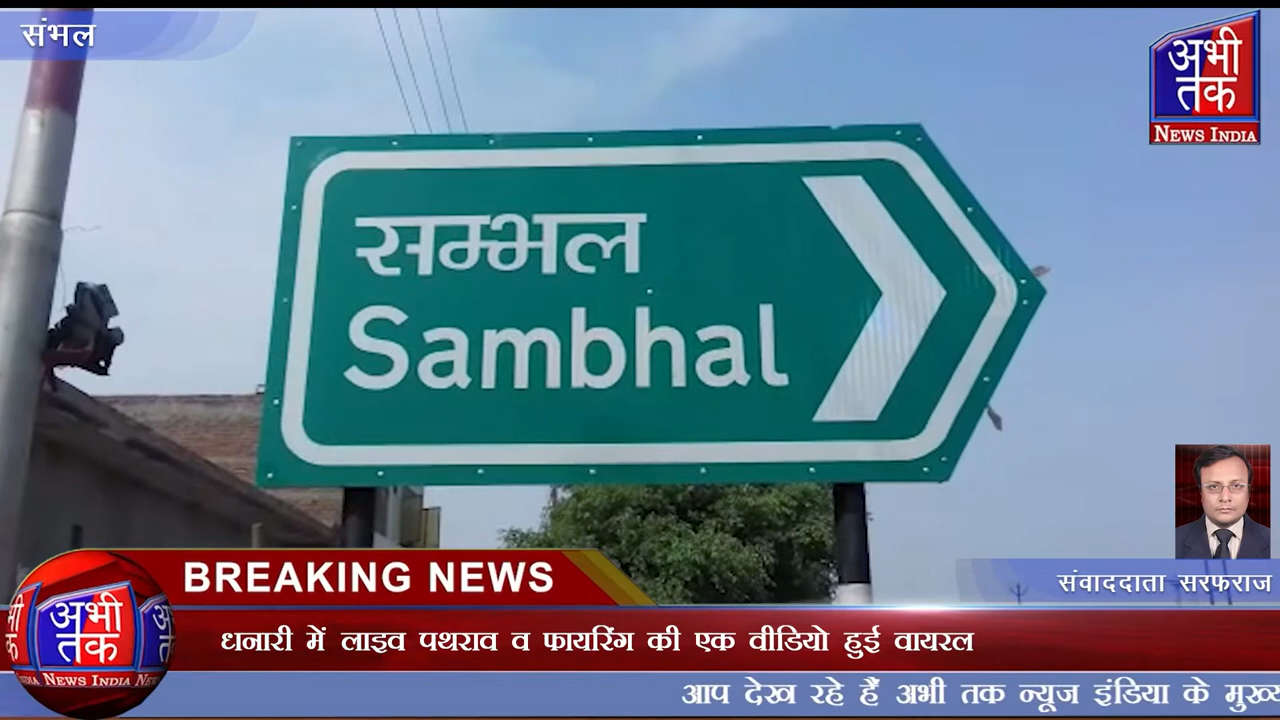 संभल
अभी
तक
NEWS INDIA
सम्भल
Sambhal
BREAKING NEWS
संवाददाता सरफराज
अभी
तक
NEWS INDIA
धनारी में लाइव पथराव व फायरिंग की एक वीडियो हुई वायरल
आप देख रहे हैं अभी तक न्यूज इंडिया के मुख्य